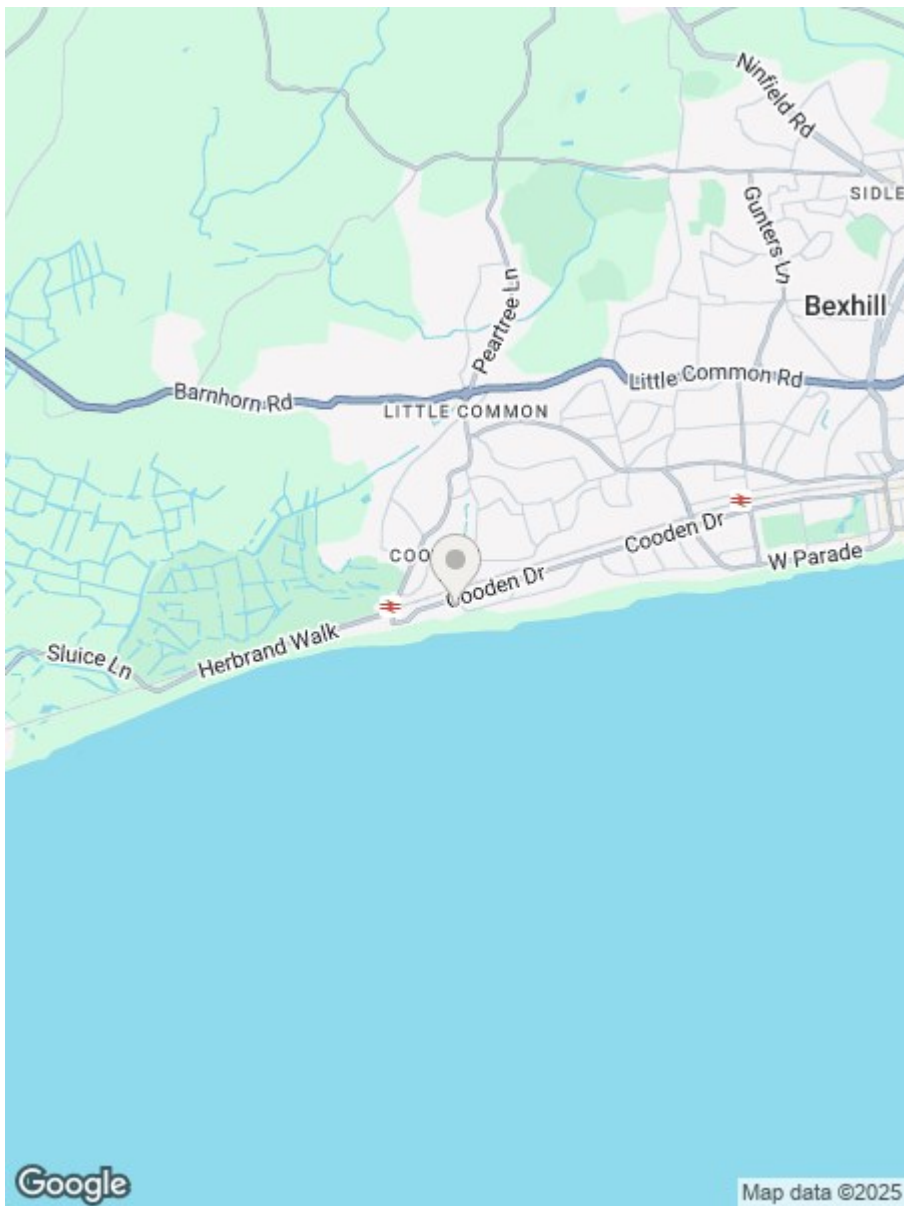 Ninfield Rd
SIDLE
Gunters Ln
Bexhill
Peartree Ln
Little Common Rd
Barnhorn Rd
LITTLE COMMON
COO
Cooden Dr
W Parade
Cooden Dr
Herbrand Walk
Sluice Ln
Google
Map data ©2025